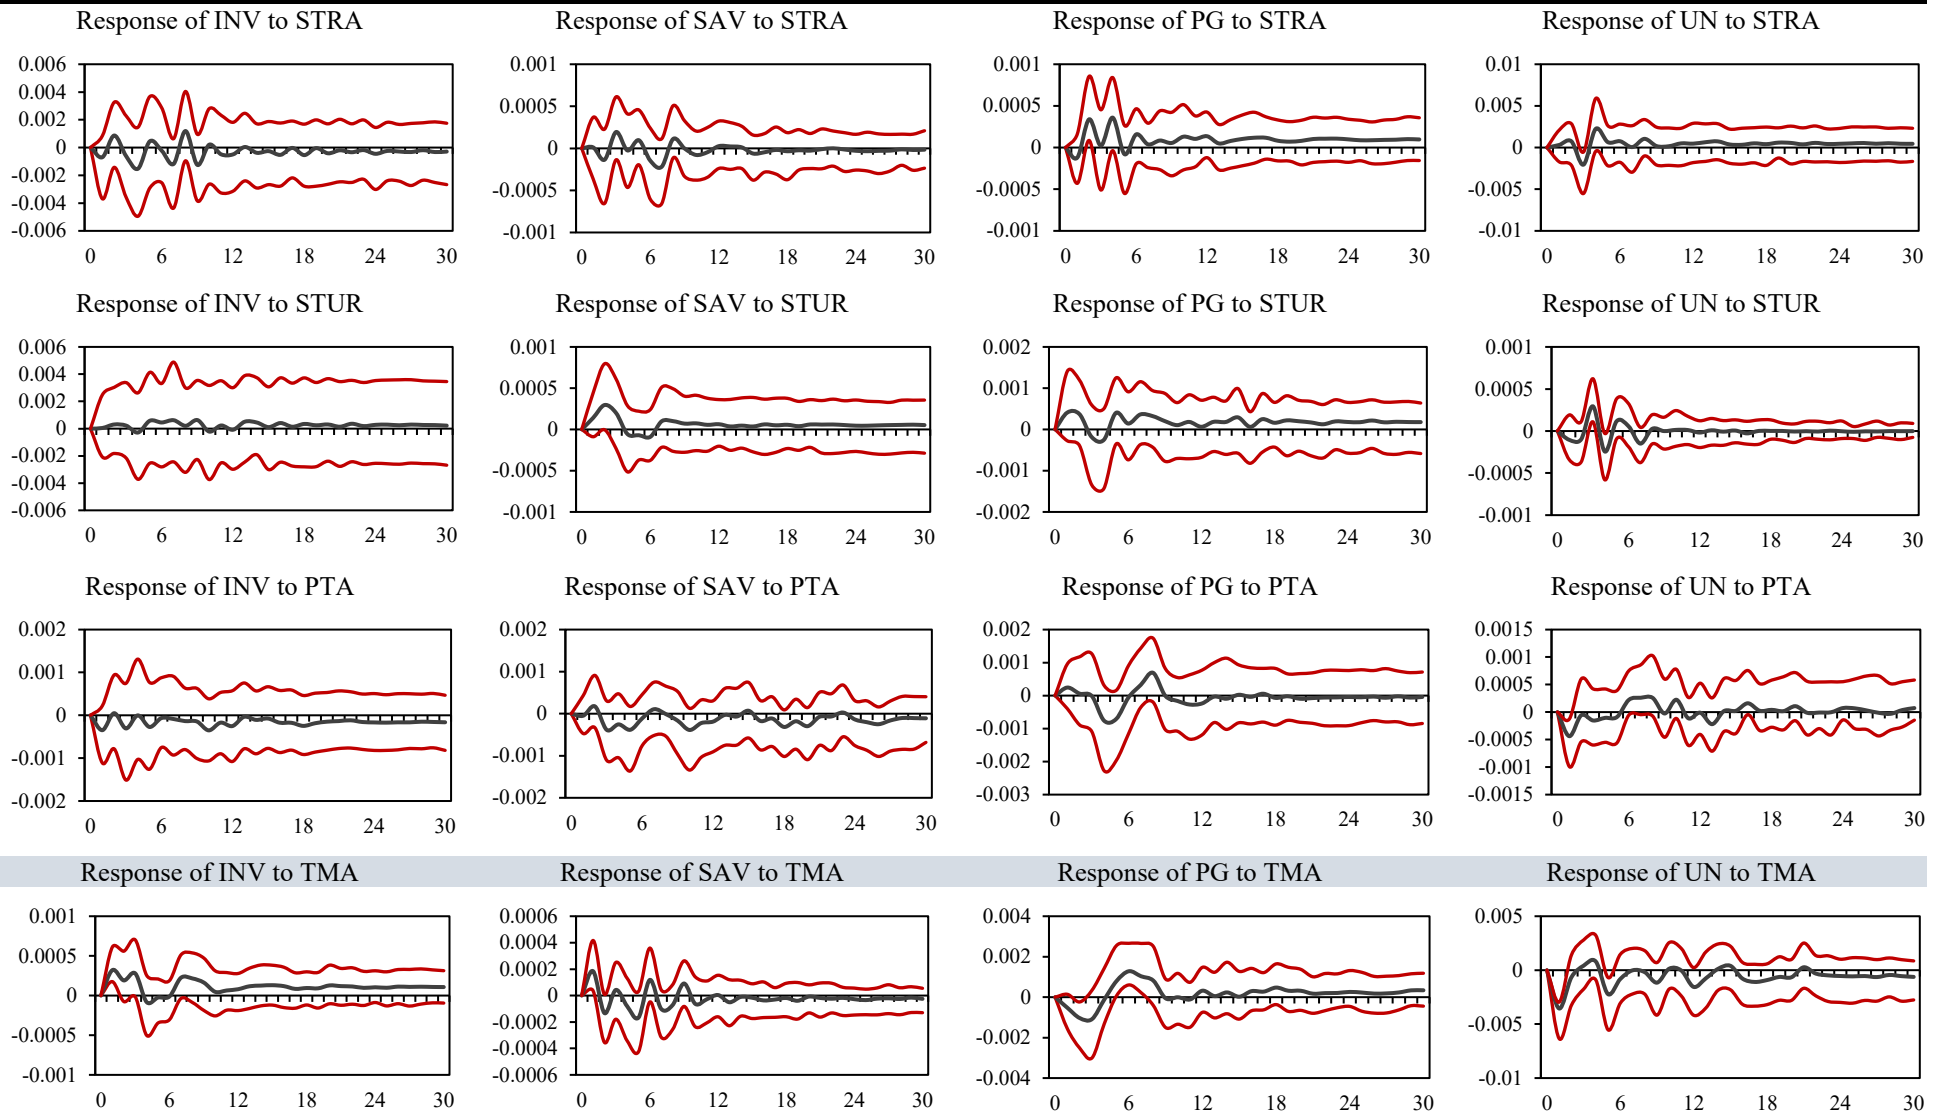 Response of INV to STRA
0.006
0.004
0.002
0
-0.002
-0.004
-0.006
0 6 12 18 24 30
Response of SAV to STRA
0.001
0.0005
0
-0.0005
-0.001
0 6 12 18 24 30
Response of PG to STRA
0.001
0.0005
0
-0.0005
-0.001
0 6 12 18 24 30
Response of UN to STRA
0.01
0.005
0
-0.005
-0.01
0 6 12 18 24 30
Response of INV to STUR
0.006
0.004
0.002
0
-0.002
-0.004
-0.006
0 6 12 18 24 30
Response of SAV to STUR
0.001
0.0005
0
-0.0005
-0.001
0 6 12 18 24 30
Response of PG to STUR
0.002
0.001
0
-0.001
-0.002
0 6 12 18 24 30
Response of UN to STUR
0.001
0.0005
0
-0.0005
-0.001
0 6 12 18 24 30
Response of INV to PTA
0.002
0.001
0
-0.001
-0.002
0 6 12 18 24 30
Response of SAV to PTA
0.002
0.001
0
-0.001
-0.002
0 6 12 18 24 30
Response of PG to PTA
0.002
0.001
0
-0.001
-0.002
-0.003
0 6 12 18 24 30
Response of UN to PTA
0.0015
0.001
0.0005
0
-0.0005
-0.001
-0.0015
0 6 12 18 24 30
Response of INV to TMA
0.001
0.0005
0
-0.0005
-0.001
0 6 12 18 24 30
Response of SAV to TMA
0.0006
0.0004
0.0002
0
-0.0002
-0.0004
-0.0006
0 6 12 18 24 30
Response of PG to TMA
0.004
0.002
0
-0.002
-0.004
0 6 12 18 24 30
Response of UN to TMA
0.005
0
-0.005
-0.01
0 6 12 18 24 30